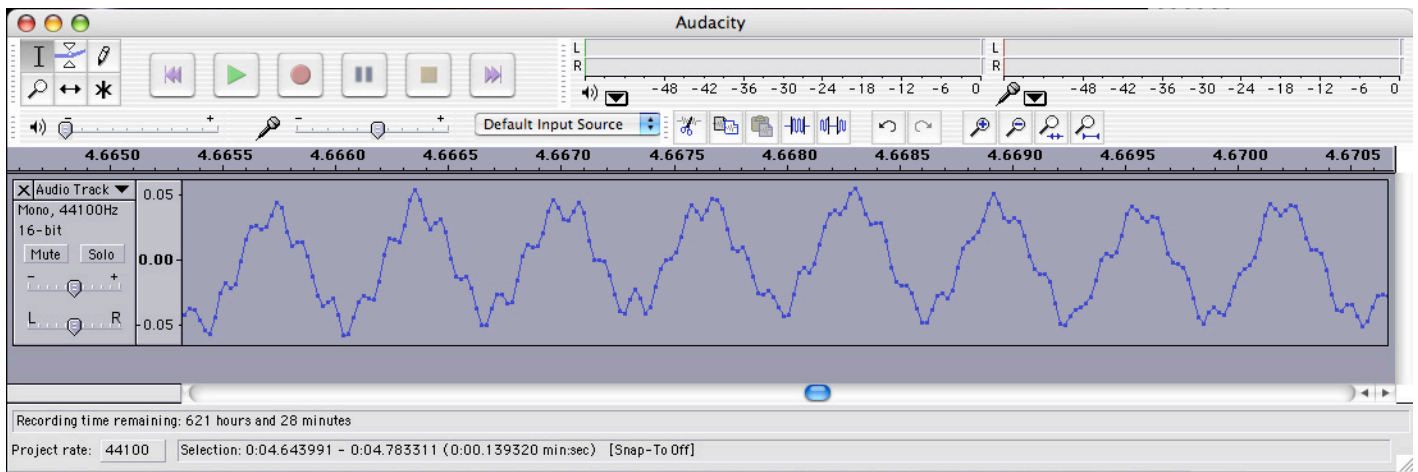 Audacity
L
R
-48 -42 -36 -30 -24 -18 -12 -6 0
L
R
-48 -42 -36 -30 -24 -18 -12 -6 0
- +
- +
Default Input Source
4.6650 4.6655 4.6660 4.6665 4.6670 4.6675 4.6680 4.6685 4.6690 4.6695 4.6700 4.6705
X Audio Track
Mono, 44100Hz
16-bit
Mute Solo
- +
L R
0.05
0.00
-0.05
Recording time remaining: 621 hours and 28 minutes
Project rate: 44100 Selection: 0:04.643991 - 0:04.783311 (0:00.139320 min:sec) [Snap-To Off]